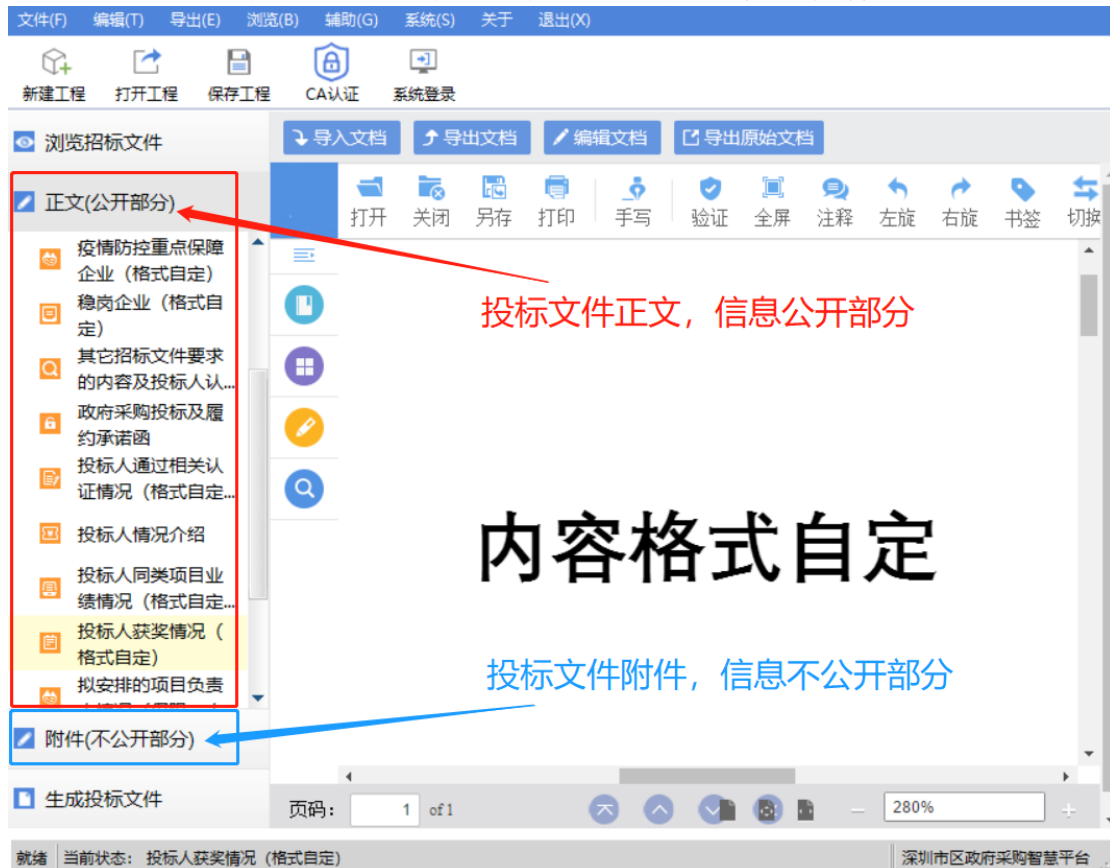 文件(F) 编辑(T) 导出(E) 浏览(B) 辅助(G) 系统(S) 关于 退出(X)
新建工程 打开工程 保存工程 CA认证 系统登录
浏览招标文件
导入文档 导出文档 编辑文档 导出原始文档
正文(公开部分)
打开 关闭 另存 打印 手写 验证 全屏 注释 左旋 右旋 书签 切换
疫情防控重点保障
企业（格式自定）
稳岗企业（格式自
定）
其它招标文件要求
的内容及投标人认...
政府采购投标及履
约承诺函
投标人通过相关认
证情况（格式自定...
投标人情况介绍
投标人同类项目业
绩情况（格式自定...
投标人获奖情况（
格式自定）
拟安排的项目负责
投标文件正文，信息公开部分
内容格式自定
投标文件附件，信息不公开部分
附件(不公开部分)
生成投标文件
页码: 1 of 1 280%
就绪 当前状态: 投标人获奖情况（格式自定） 深圳市区政府采购智慧平台